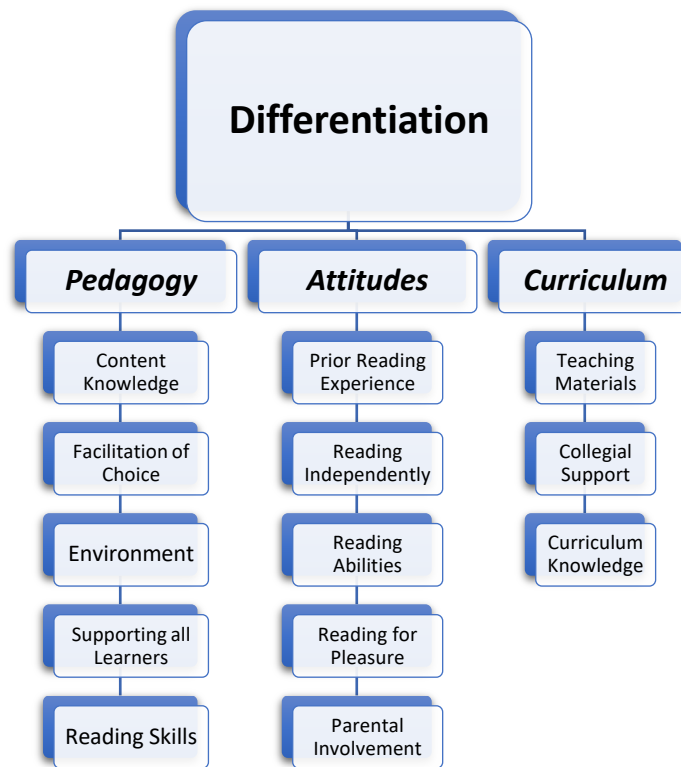 Differentiation
Pedagogy
Content
Knowledge
Facilitation of
Choice
Environment
Supporting all
Learners
Reading Skills
Attitudes
Prior Reading
Experience
Reading
Independently
Reading
Abilities
Reading for
Pleasure
Parental
Involvement
Curriculum
Teaching
Materials
Collegial
Support
Curriculum
Knowledge